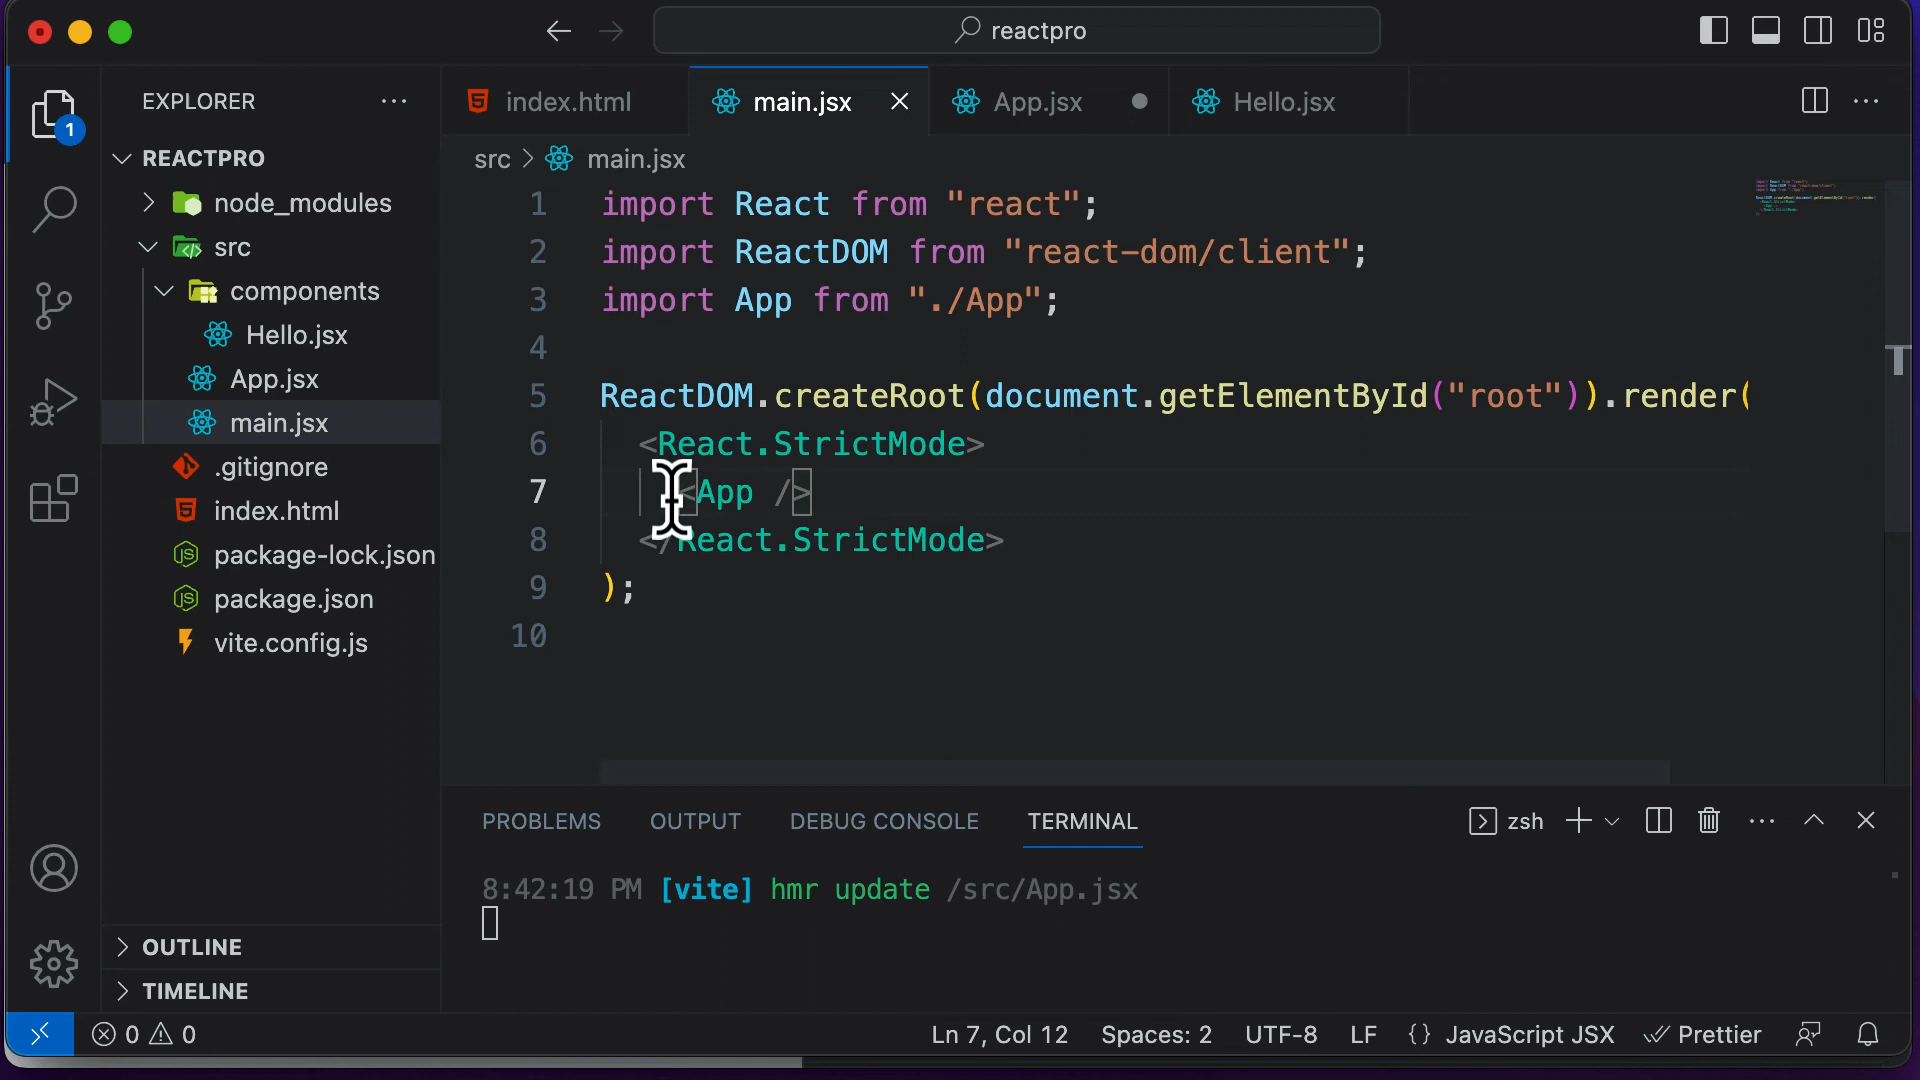 reactpro
EXPLORER
REACTPRO
node_modules
src
components
Hello.jsx
App.jsx
main.jsx
.gitignore
index.html
package-lock.json
package.json
vite.config.js
OUTLINE
TIMELINE
1
index.html
main.jsx
App.jsx
Hello.jsx
src > main.jsx
1 import React from "react";
2 import ReactDOM from "react-dom/client";
3 import App from "./App";
4
5 ReactDOM.createRoot(document.getElementById("root")).render(
6 <React.StrictMode>
7 <App />
8 </React.StrictMode>
9 );
10
PROBLEMS OUTPUT DEBUG CONSOLE TERMINAL zsh
8:42:19 PM [vite] hmr update /src/App.jsx
0 0 Ln 7, Col 12 Spaces: 2 UTF-8 LF {} JavaScript JSX Prettier